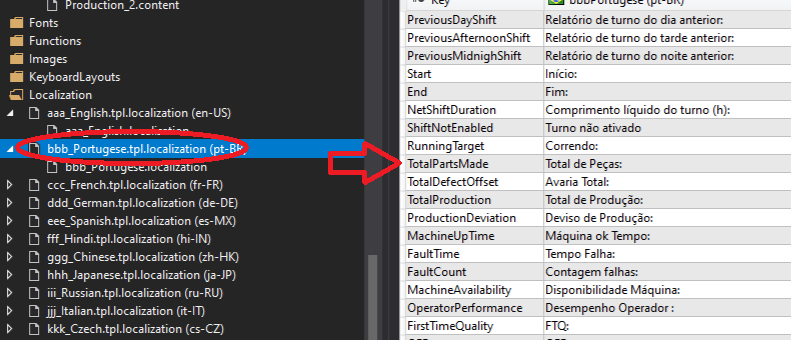 Production_2.content
Fonts
Functions
Images
KeyboardLayouts
Localization
aaa_English.tpl.localization (en-US)
aaa_English.localization
bbb_Portugese.tpl.localization (pt-BR)
bbb_Portugese.localization
ccc_French.tpl.localization (fr-FR)
ddd_German.tpl.localization (de-DE)
eee_Spanish.tpl.localization (es-MX)
fff_Hindi.tpl.localization (hi-IN)
ggg_Chinese.tpl.localization (zh-HK)
hhh_Japanese.tpl.localization (ja-JP)
iii_Russian.tpl.localization (ru-RU)
jjj_Italian.tpl.localization (it-IT)
kkk_Czech.tpl.localization (cs-CZ)
Key bbbPortugese (pt-BR)
PreviousDayShift Relatório de turno do dia anterior:
PreviousAfternoonShift Relatório de turno do tarde anterior:
PreviousMidnighShift Relatório de turno do noite anterior:
Start Início:
End Fim:
NetShiftDuration Comprimento líquido do turno (h):
ShiftNotEnabled Turno não ativado
RunningTarget Correndo:
TotalPartsMade Total de Peças:
TotalDefectOffset Avaria Total:
TotalProduction Total de Produção:
ProductionDeviation Deviso de Produção:
MachineUpTime Máquina ok Tempo:
FaultTime Tempo Falha:
FaultCount Contagem falhas:
MachineAvailability Disponibilidade Máquina:
OperatorPerformance Desempenho Operador :
FirstTimeQuality FTQ: